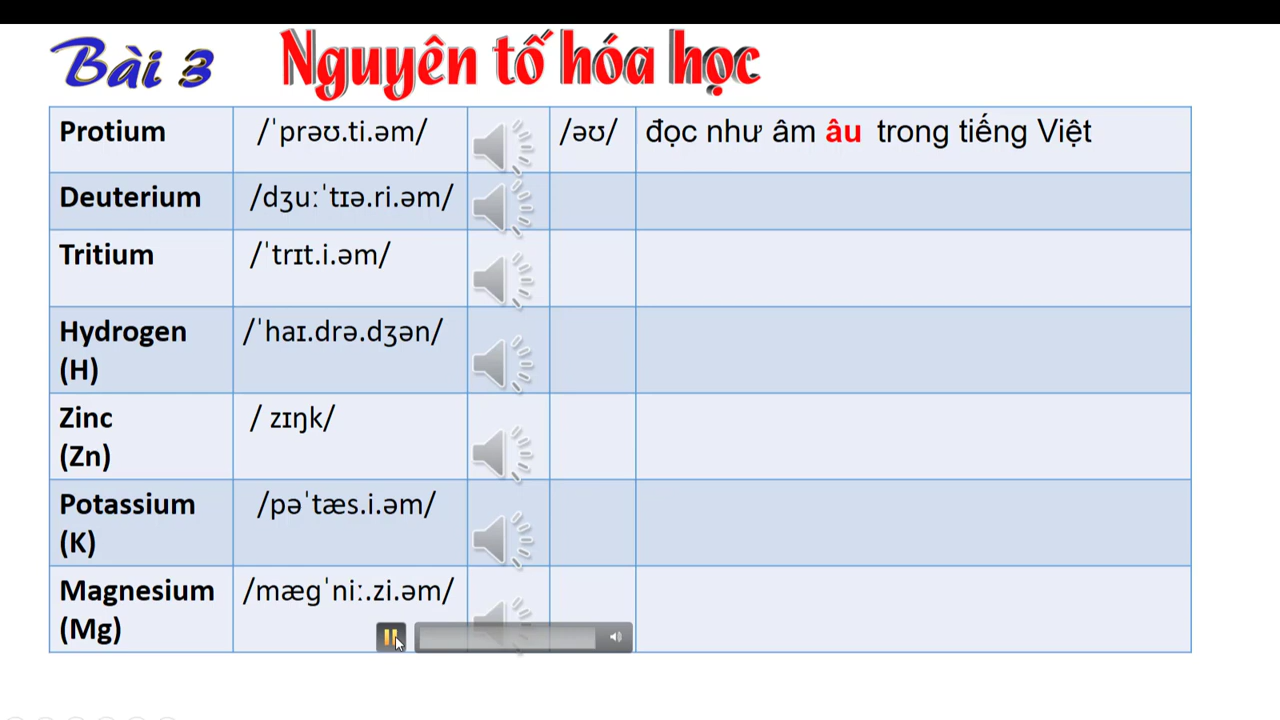 Bài 3 Nguyên tố hóa học
Protium /ˈprəʊ.ti.əm/ /əʊ/ đọc như âm âu trong tiếng Việt
Deuterium /dʒuːˈtɪə.ri.əm/
Tritium /ˈtrɪt.i.əm/
Hydrogen /ˈhaɪ.drə.dʒən/
(H)
Zinc / zɪŋk/
(Zn)
Potassium /pəˈtæs.i.əm/
(K)
Magnesium /mægˈniː.zi.əm/
(Mg)